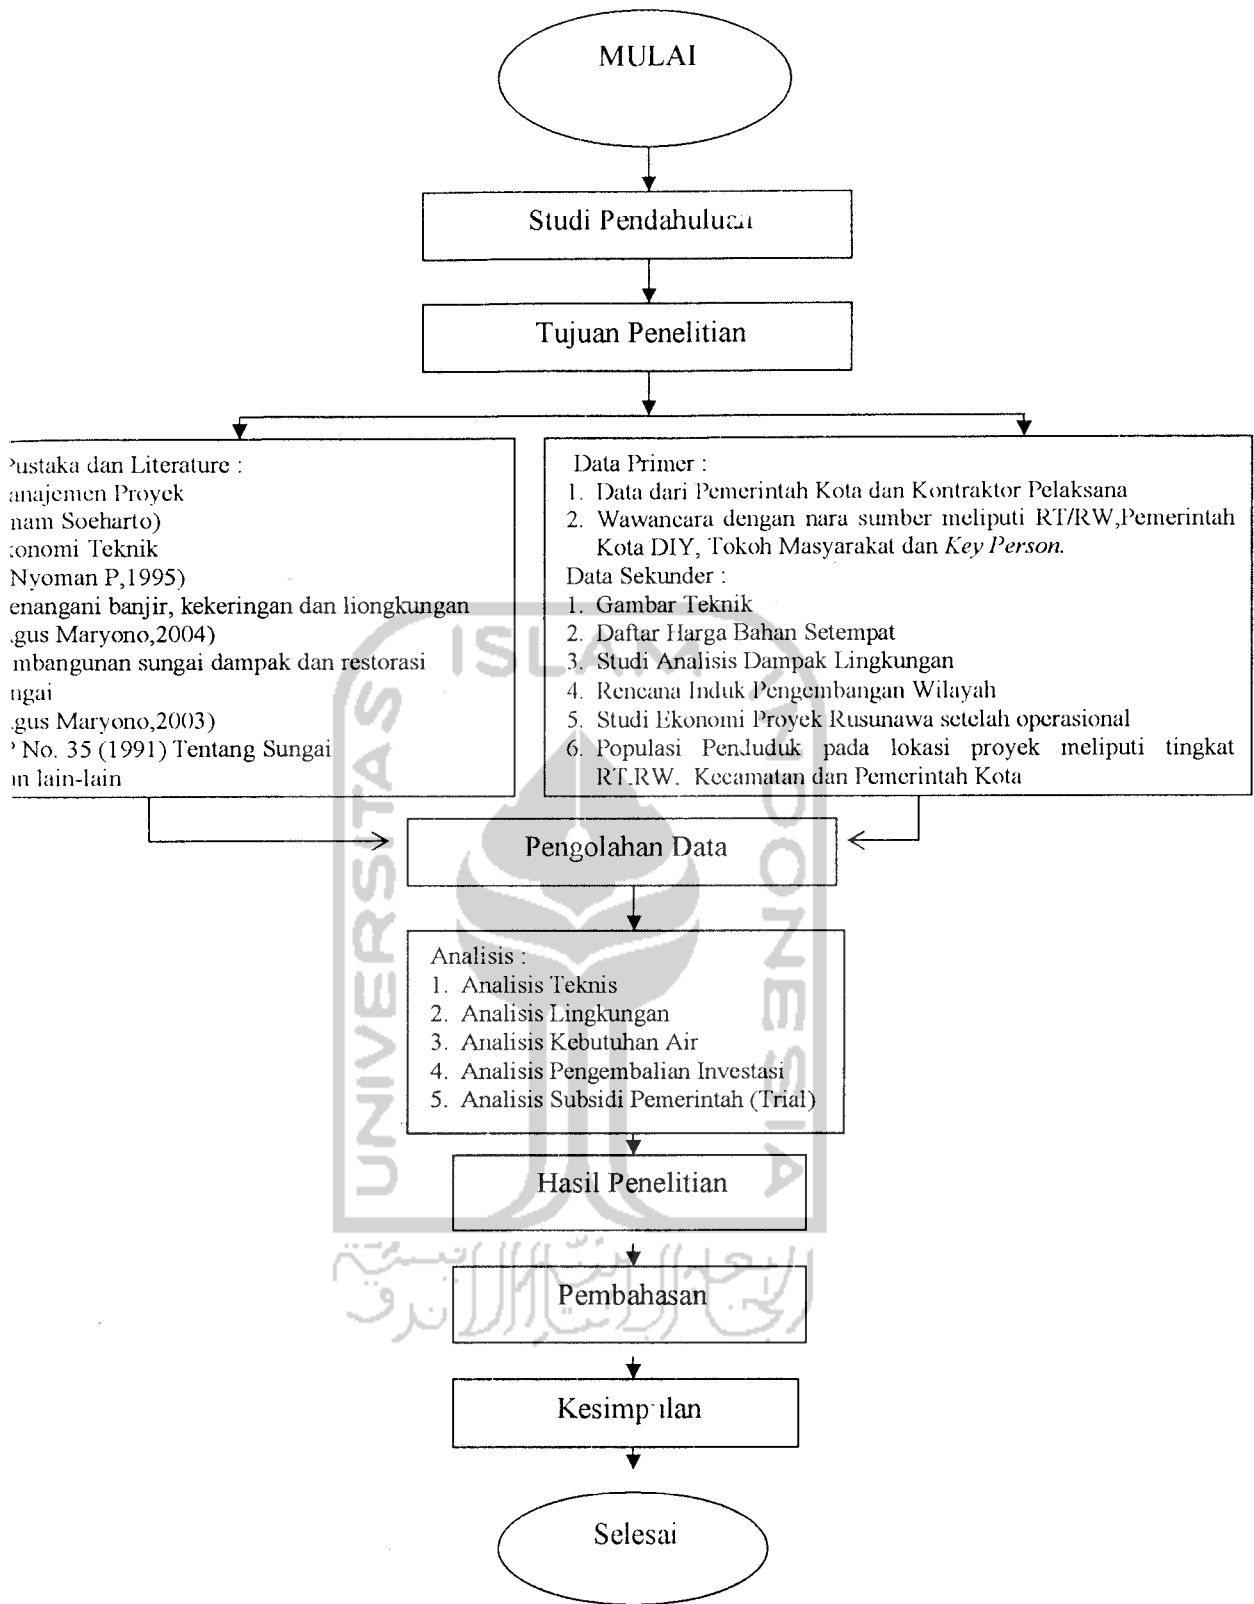 MULAI
Studi Pendahuluan
Tujuan Penelitian
Pustaka dan Literature :
anajemen Proyek
mam Soeharto)
konomi Teknik
Nyoman P,1995)
enangani banjir, kekeringan dan liongkungan
gus Maryono,2004)
mbangunan sungai dampak dan restorasi
ngai
gus Maryono,2003)
No. 35 (1991) Tentang Sungai
lain-lain
Data Primer :
1. Data dari Pemerintah Kota dan Kontraktor Pelaksana
2. Wawancara dengan nara sumber meliputi RT/RW,Pemerintah
Kota DIY, Tokoh Masyarakat dan Key Person.
Data Sekunder :
1. Gambar Teknik
2. Daftar Harga Bahan Setempat
3. Studi Analisis Dampak Lingkungan
4. Rencana Induk Pengembangan Wilayah
5. Studi Ekonomi Proyek Rusunawa setelah operasional
6. Populasi Penduduk pada lokasi proyek meliputi tingkat
RT.RW. Kecamatan dan Pemerintah Kota
Pengolahan Data
Analisis :
1. Analisis Teknis
2. Analisis Lingkungan
3. Analisis Kebutuhan Air
4. Analisis Pengembalian Investasi
5. Analisis Subsidi Pemerintah (Trial)
Hasil Penelitian
Pembahasan
Kesimpulan
Selesai
UNIVERSITAS
ISLAM
INDONESIA